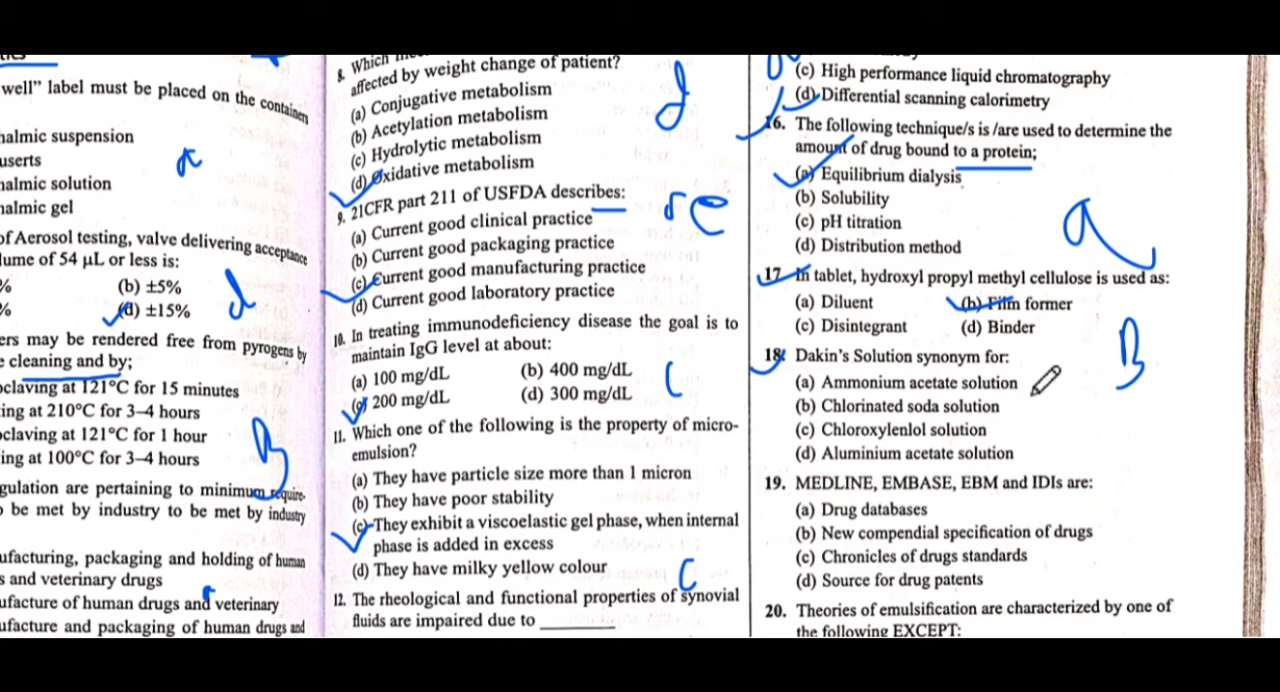 well” label must be placed on the containers
halmic suspension
userts
nalmic solution
nalmic gel
a
of Aerosol testing, valve delivering acceptance
lume of 54 µL or less is:
% (b) ±5%
% (d) ±15%
d
ers may be rendered free from pyrogens by
e cleaning and by;
oclaving at 121°C for 15 minutes
ing at 210°C for 3–4 hours
oclaving at 121°C for 1 hour
ing at 100°C for 3–4 hours
B
gulation are pertaining to minimum require-
o be met by industry to be met by industry
ufacturing, packaging and holding of human
s and veterinary drugs
ufacture of human drugs and veterinary
ufacture and packaging of human drugs and
8. Which
affected by weight change of patient?
(a) Conjugative metabolism
(b) Acetylation metabolism
(c) Hydrolytic metabolism
(d) Oxidative metabolism
d
9. 21CFR part 211 of USFDA describes:
(a) Current good clinical practice
(b) Current good packaging practice
(c) Current good manufacturing practice
(d) Current good laboratory practice
10. In treating immunodeficiency disease the goal is to
maintain IgG level at about:
(a) 100 mg/dL (b) 400 mg/dL
(c) 200 mg/dL (d) 300 mg/dL
C
11. Which one of the following is the property of micro-
emulsion?
(a) They have particle size more than 1 micron
(b) They have poor stability
(c) They exhibit a viscoelastic gel phase, when internal
phase is added in excess
(d) They have milky yellow colour
C
12. The rheological and functional properties of synovial
fluids are impaired due to ________
(c) High performance liquid chromatography
(d) Differential scanning calorimetry
16. The following technique/s is /are used to determine the
amount of drug bound to a protein;
(a) Equilibrium dialysis
(b) Solubility
(c) pH titration
(d) Distribution method
a
17. In tablet, hydroxyl propyl methyl cellulose is used as:
(a) Diluent (b) Film former
(c) Disintegrant (d) Binder
B
18. Dakin’s Solution synonym for:
(a) Ammonium acetate solution
(b) Chlorinated soda solution
(c) Chloroxylenlol solution
(d) Aluminium acetate solution
19. MEDLINE, EMBASE, EBM and IDIs are:
(a) Drug databases
(b) New compendial specification of drugs
(c) Chronicles of drugs standards
(d) Source for drug patents
20. Theories of emulsification are characterized by one of
the following EXCEPT: